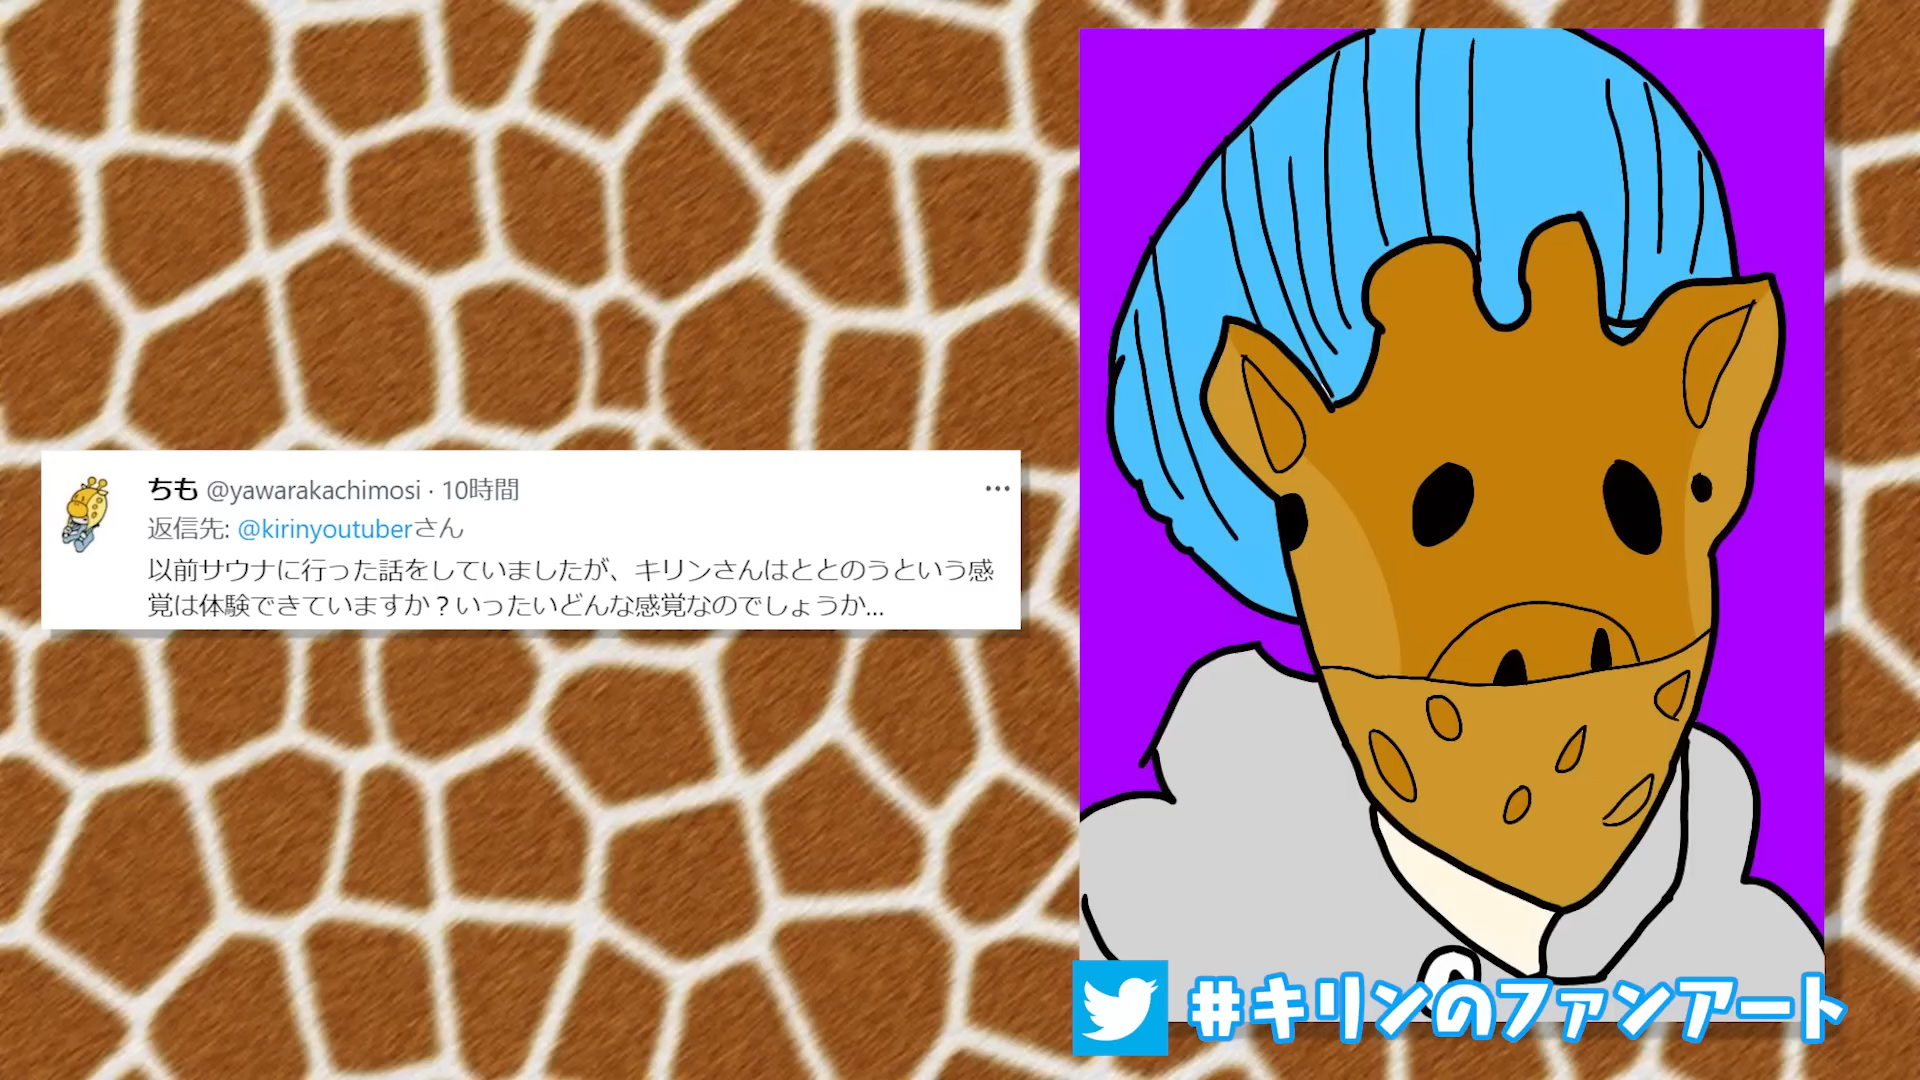 ちも @yawarakachimosi · 10時間
返信先: @kirinyoutuberさん
以前サウナに行った話をしていましたが、キリンさんはととのうという感
覚は体験できていますか？いったいどんな感覚なのでしょうか...
#キリンのファンアート